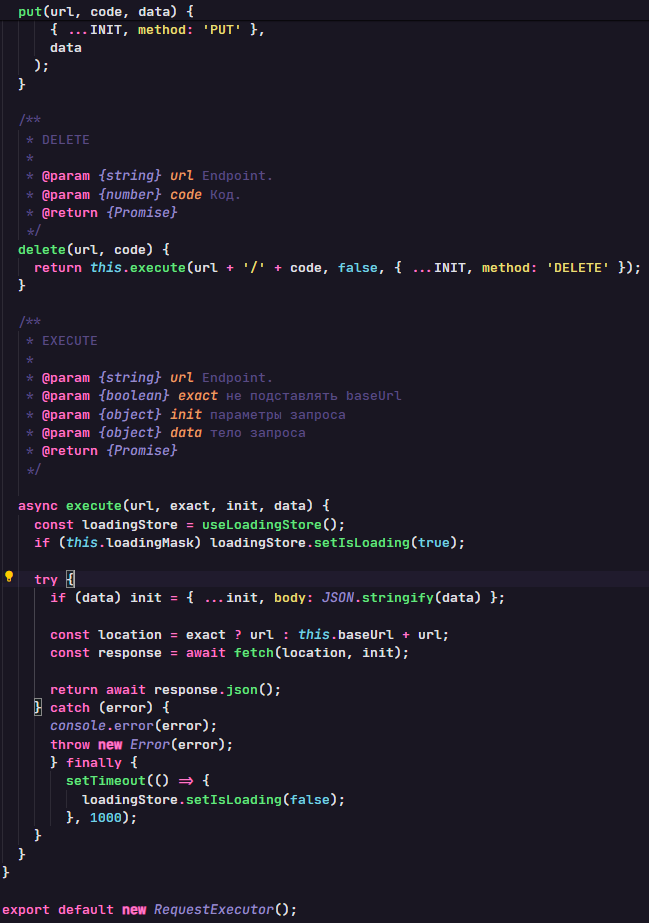 put(url, code, data) {
{ ...INIT, method: 'PUT' },
data
);
}
/**
* DELETE
*
* @param {string} url Endpoint.
* @param {number} code Код.
* @return {Promise}
*/
delete(url, code) {
return this.execute(url + '/' + code, false, { ...INIT, method: 'DELETE' });
}
/**
* EXECUTE
*
* @param {string} url Endpoint.
* @param {boolean} exact не подставлять baseUrl
* @param {object} init параметры запроса
* @param {object} data тело запроса
* @return {Promise}
*/
async execute(url, exact, init, data) {
const loadingStore = useLoadingStore();
if (this.loadingMask) loadingStore.setIsLoading(true);
try {
if (data) init = { ...init, body: JSON.stringify(data) };
const location = exact ? url : this.baseUrl + url;
const response = await fetch(location, init);
return await response.json();
} catch (error) {
console.error(error);
throw new Error(error);
} finally {
setTimeout(() => {
loadingStore.setIsLoading(false);
}, 1000);
}
}
}
export default new RequestExecutor();